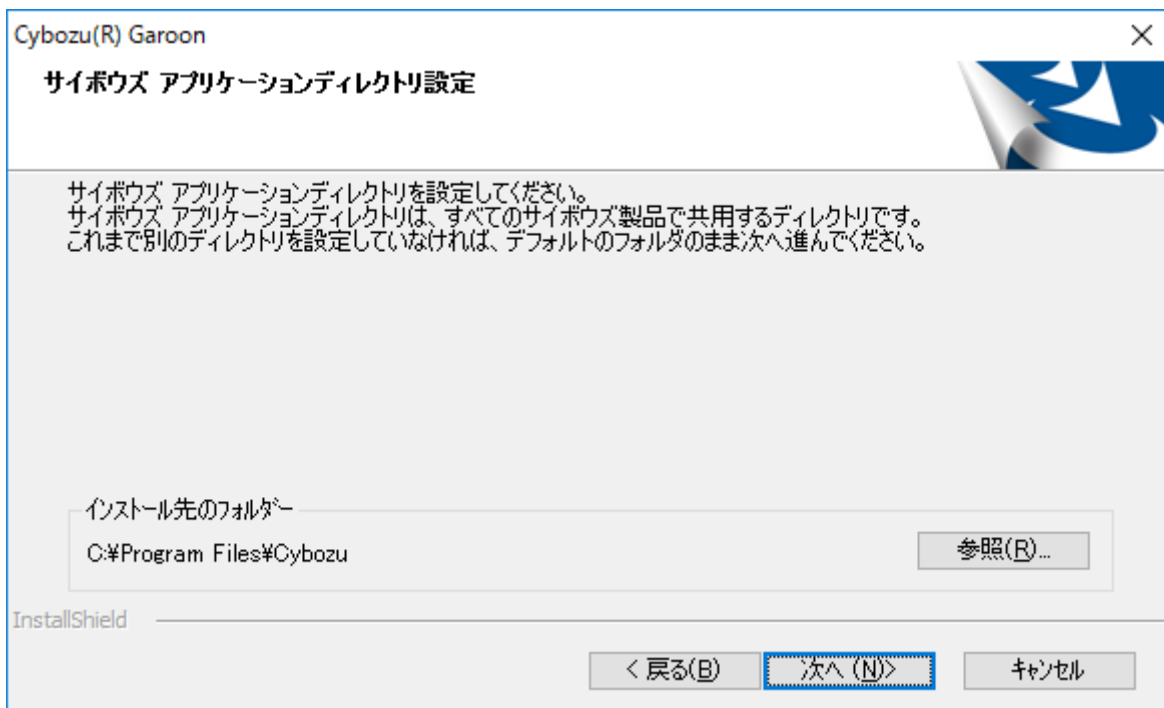 Cybozu(R) Garoon
サイボウズ アプリケーションディレクトリ設定
サイボウズ アプリケーションディレクトリを設定してください。
サイボウズ アプリケーションディレクトリは、すべてのサイボウズ製品で共用するディレクトリです。
これまで別のディレクトリを設定していなければ、デフォルトのフォルダのまま次へ進んでください。
インストール先のフォルダー
C:¥Program Files¥Cybozu
参照(R)...
InstallShield
< 戻る(B)
次へ (N)>
キャンセル